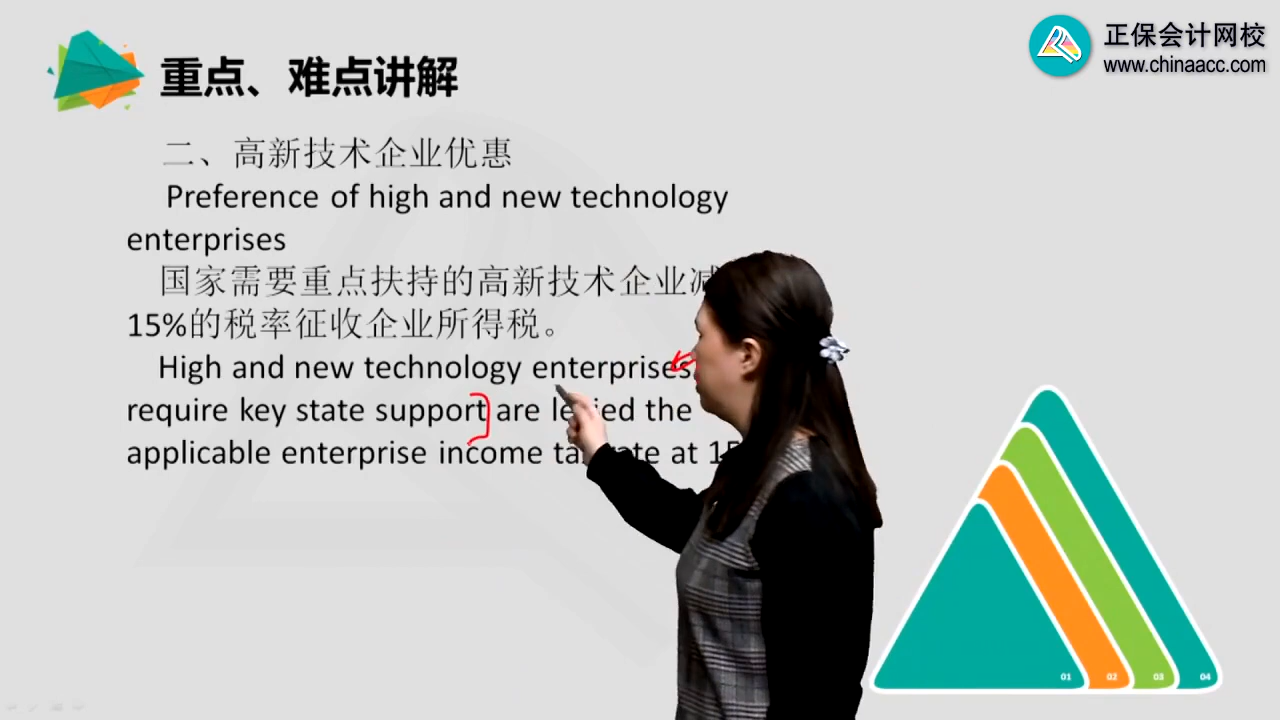 正保会计网校
www.chinaacc.com
重点、难点讲解
二、高新技术企业优惠
Preference of high and new technology
enterprises
国家需要重点扶持的高新技术企业减
15%的税率征收企业所得税。
High and new technology enterprises
require key state support are the
applicable enterprise income at
01 02 03 04